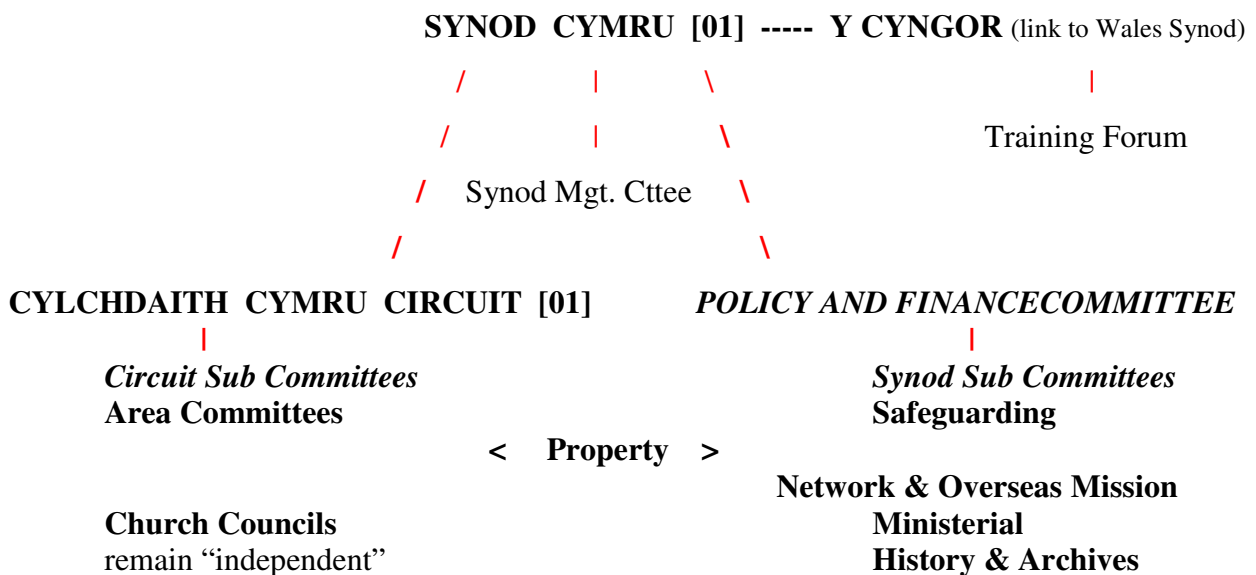 SYNOD CYMRU [01] ----- Y CYNGOR (link to Wales Synod)
/ | \ |
/ | \ Training Forum
/ Synod Mgt. Cttee \
/ \
CYLCHDAITH CYMRU CIRCUIT [01] POLICY AND FINANCECOMMITTEE
| |
Circuit Sub Committees Synod Sub Committees
Area Committees Safeguarding
< Property >
Network & Overseas Mission
Church Councils Ministerial
remain “independent” History & Archives